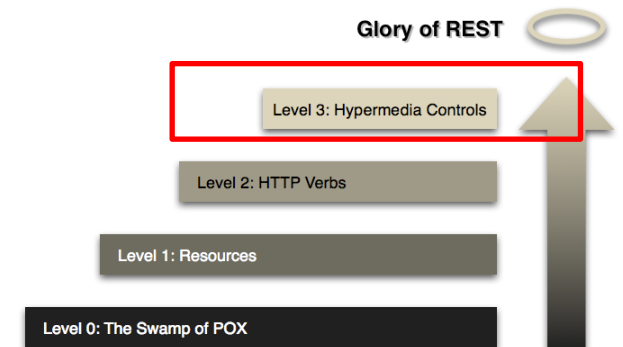 Glory of REST
Level 3: Hypermedia Controls
Level 2: HTTP Verbs
Level 1: Resources
Level 0: The Swamp of POX